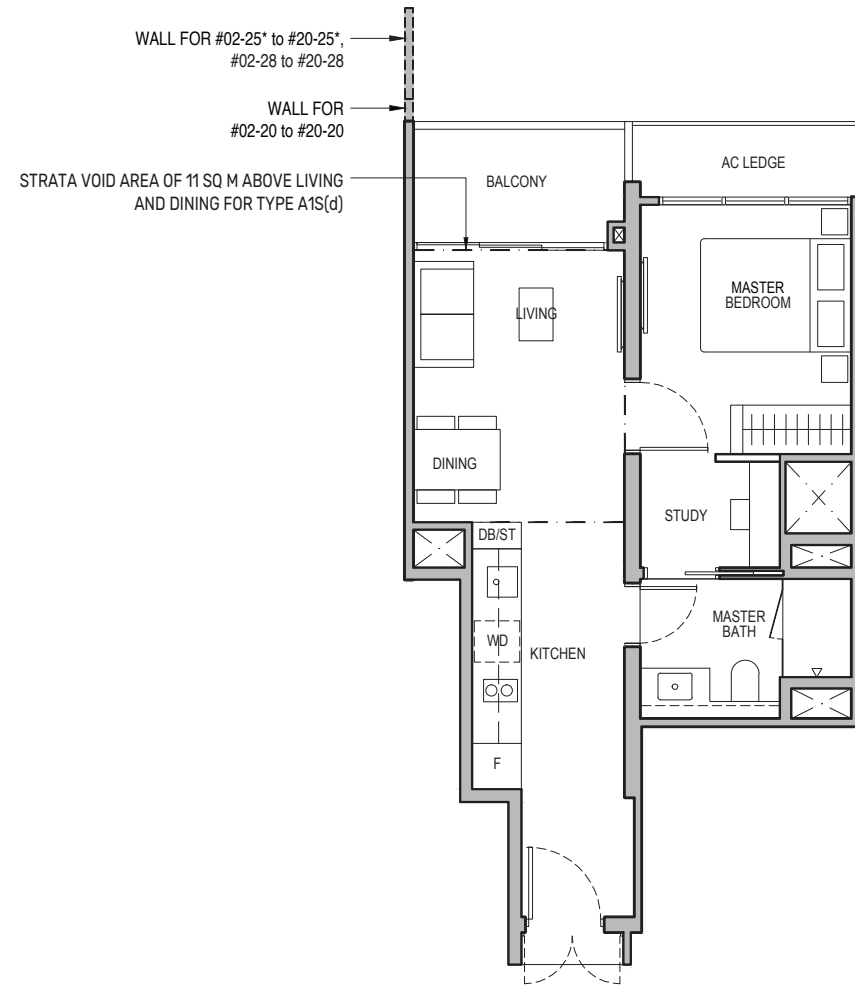 WALL FOR #02-25* to #20-25*,
#02-28 to #20-28
WALL FOR
#02-20 to #20-20
STRATA VOID AREA OF 11 SQ M ABOVE LIVING
AND DINING FOR TYPE A1S(d)
BALCONY
AC LEDGE
LIVING
MASTER
BEDROOM
DINING
STUDY
DB/ST
WD
KITCHEN
MASTER
BATH
F